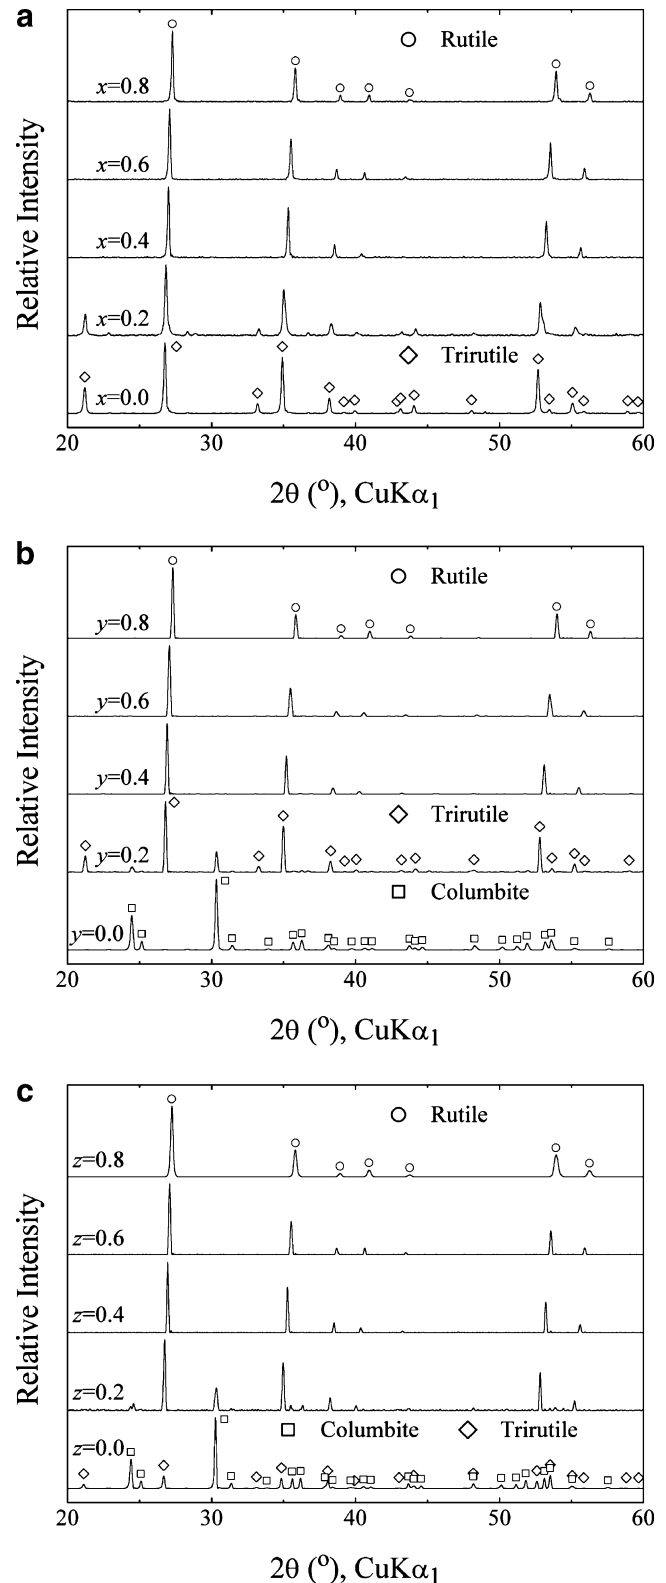 a
Rutile
x=0.8
x=0.6
x=0.4
x=0.2
Trirutile
x=0.0
Relative Intensity
20 30 40 50 60
2θ (°), CuKα1
b
Rutile
y=0.8
y=0.6
y=0.4
Trirutile
y=0.2
Columbite
y=0.0
Relative Intensity
20 30 40 50 60
2θ (°), CuKα1
c
Rutile
z=0.8
z=0.6
z=0.4
z=0.2
Columbite Trirutile
z=0.0
Relative Intensity
20 30 40 50 60
2θ (°), CuKα1